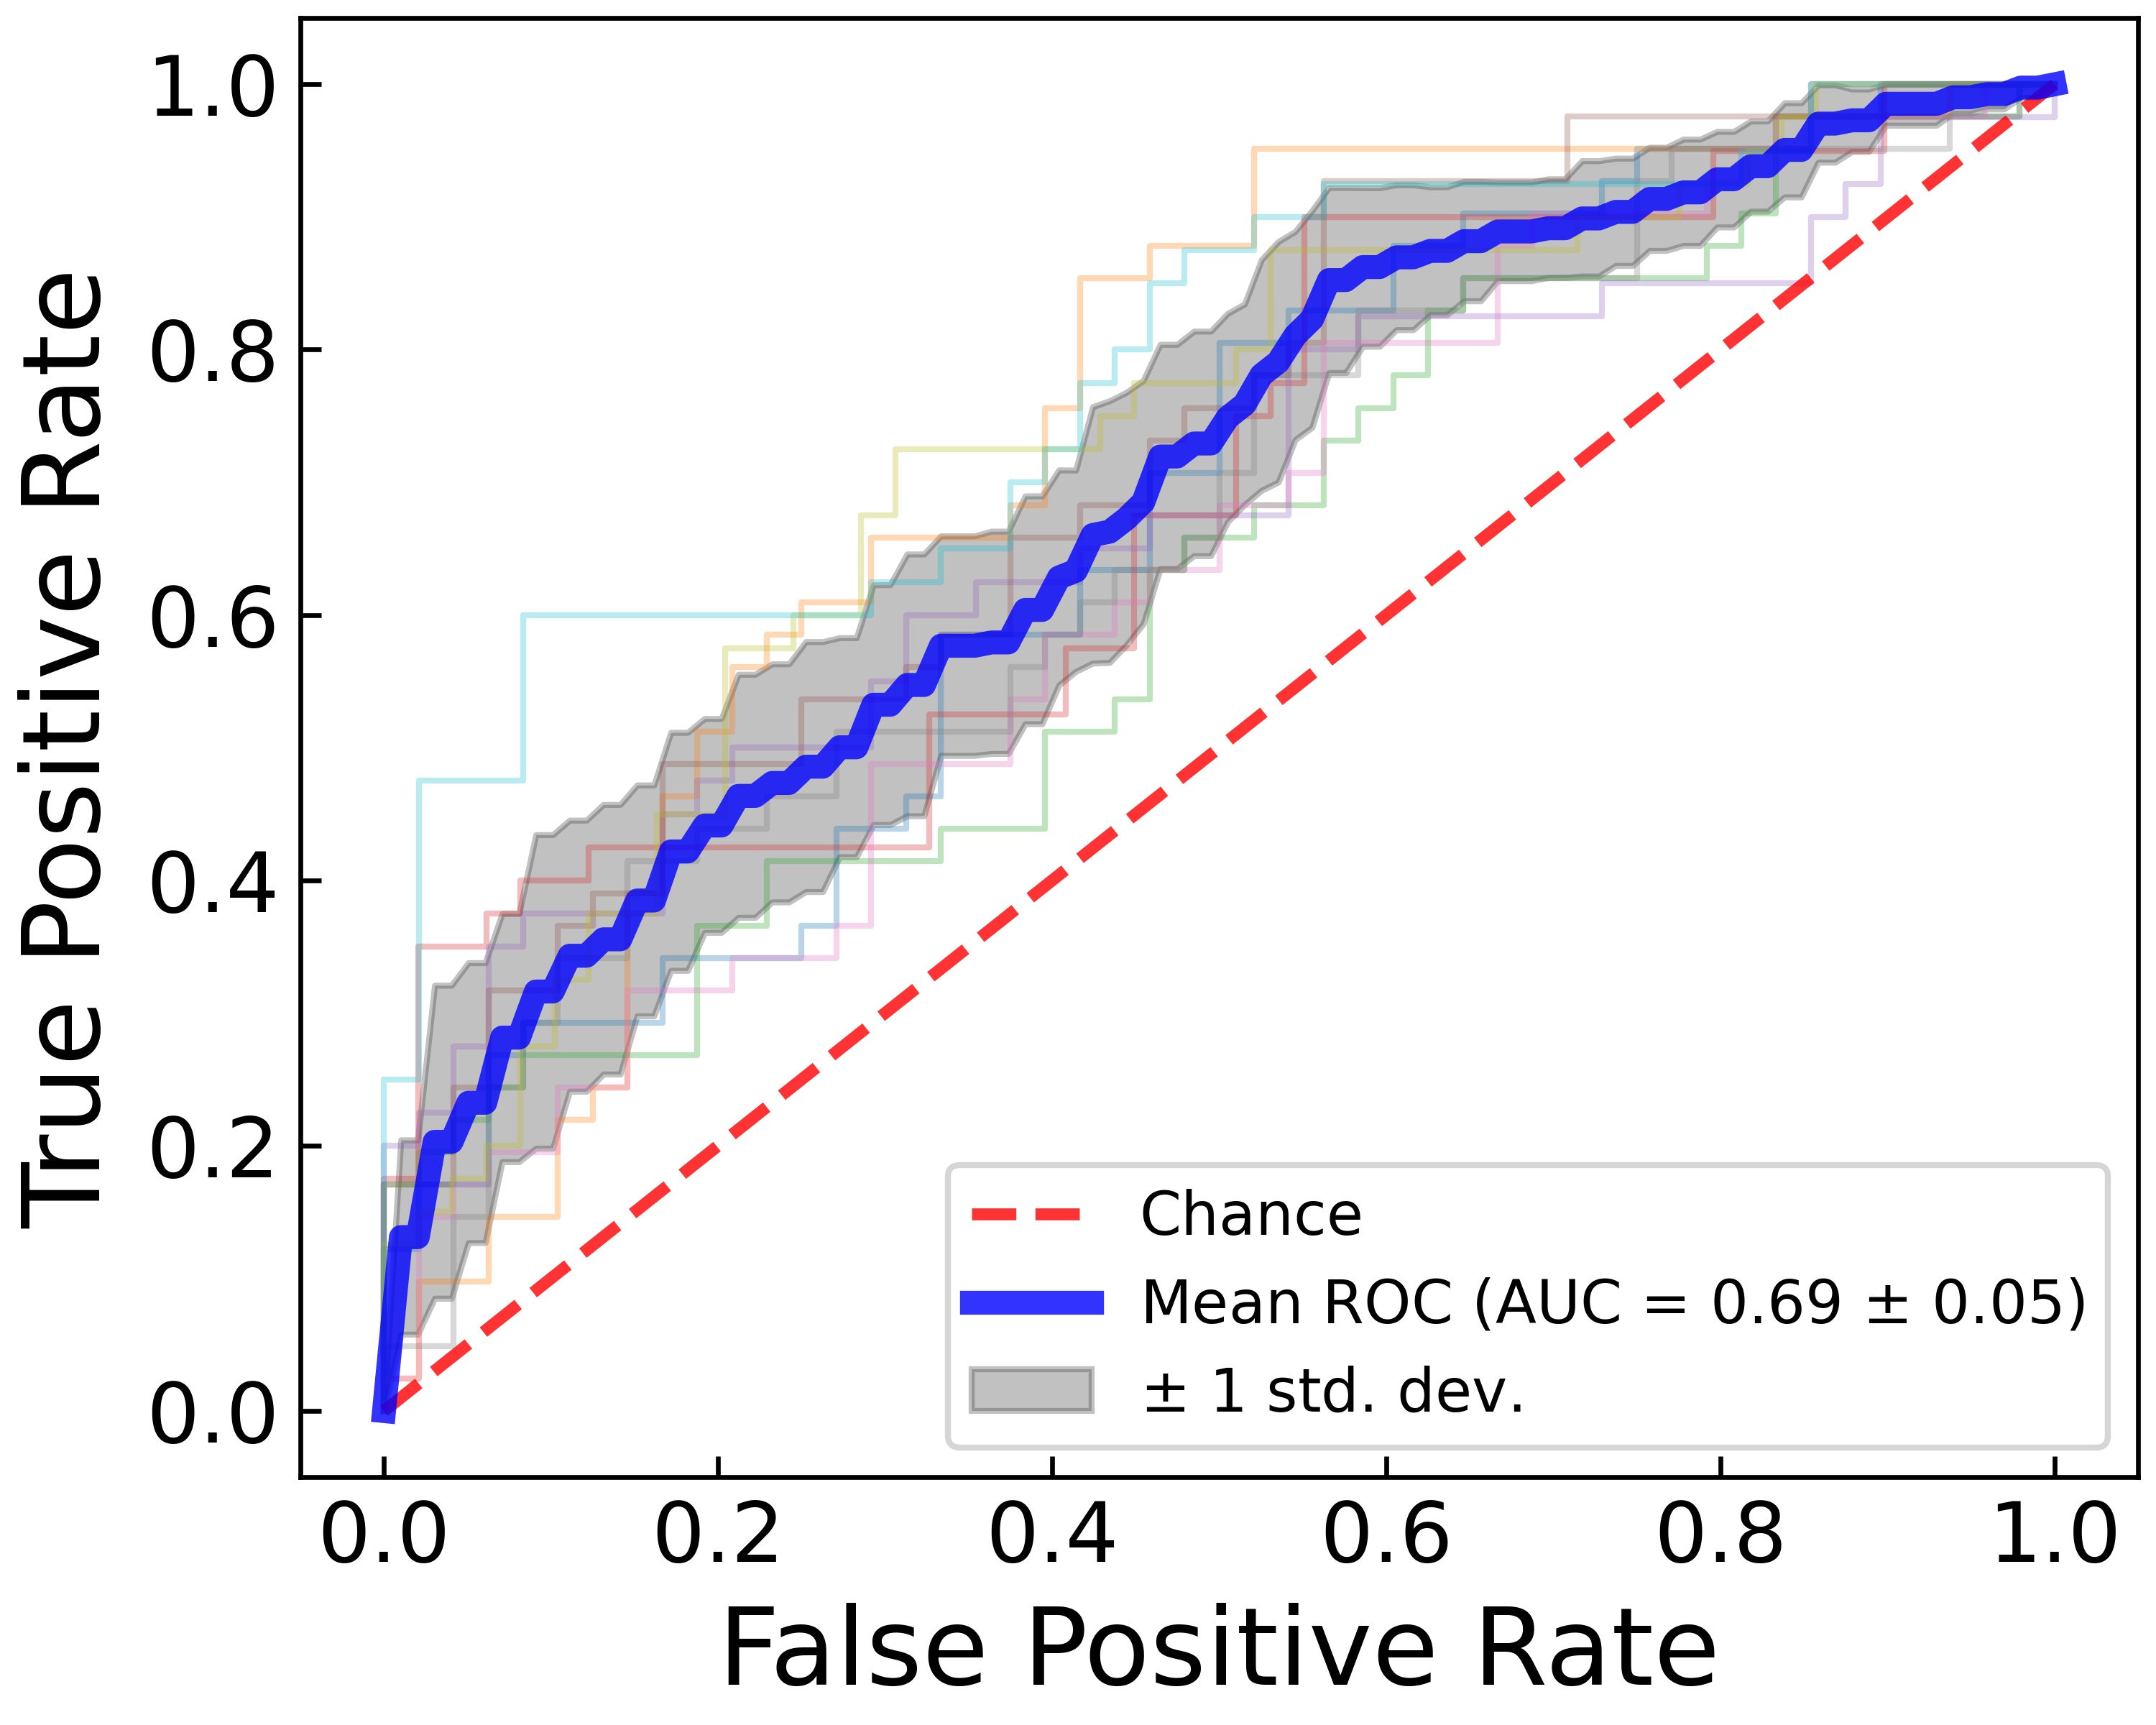 True Positive Rate
1.0
0.8
0.6
0.4
0.2
0.0
Chance
Mean ROC (AUC = 0.69 ± 0.05)
± 1 std. dev.
0.0 0.2 0.4 0.6 0.8 1.0
False Positive Rate